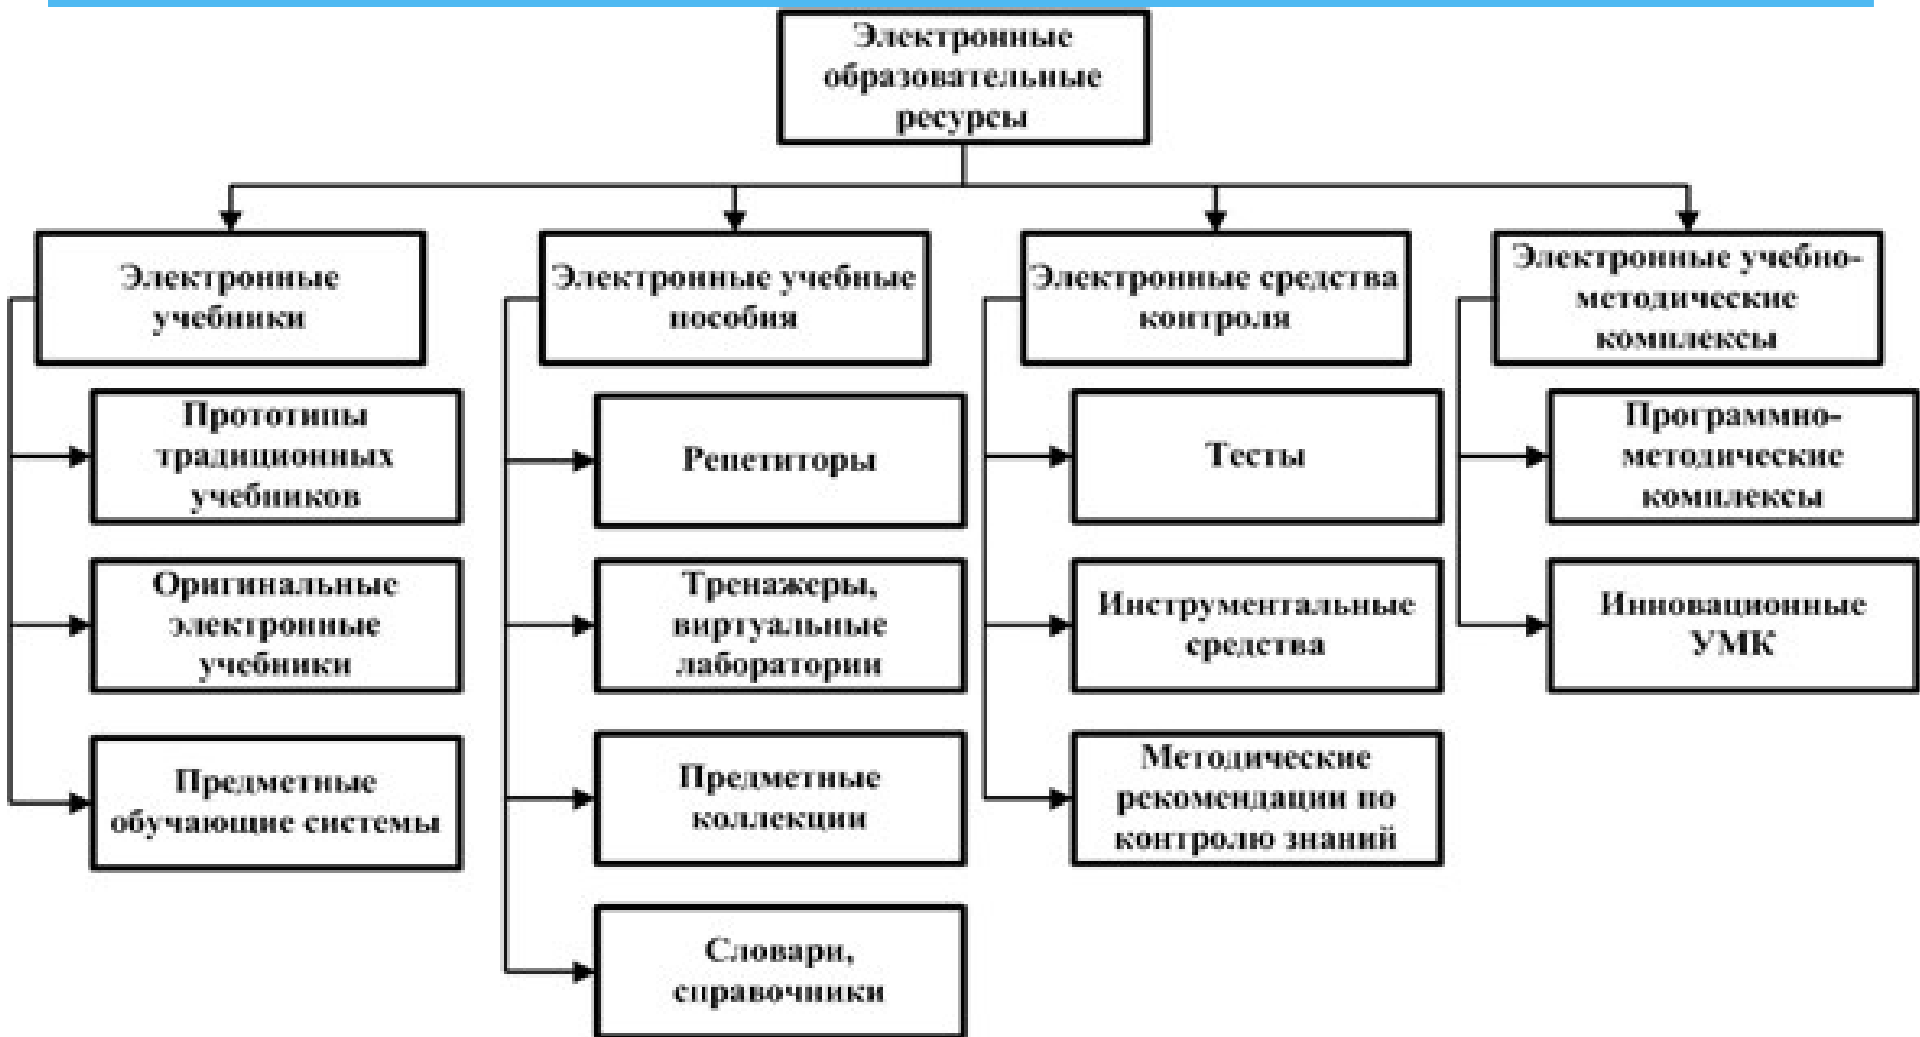 Электронные
образовательные
ресурсы
Электронные
учебники
Прототипы
традиционных
учебников
Оригинальные
электронные
учебники
Предметные
обучающие системы
Электронные учебные
пособия
Репетиторы
Тренажеры,
виртуальные
лаборатории
Предметные
коллекции
Словари,
справочники
Электронные средства
контроля
Тесты
Инструментальные
средства
Методические
рекомендации по
контролю знаний
Электронные учебно-
методические
комплексы
Программно-
методические
комплексы
Инновационные
УМК